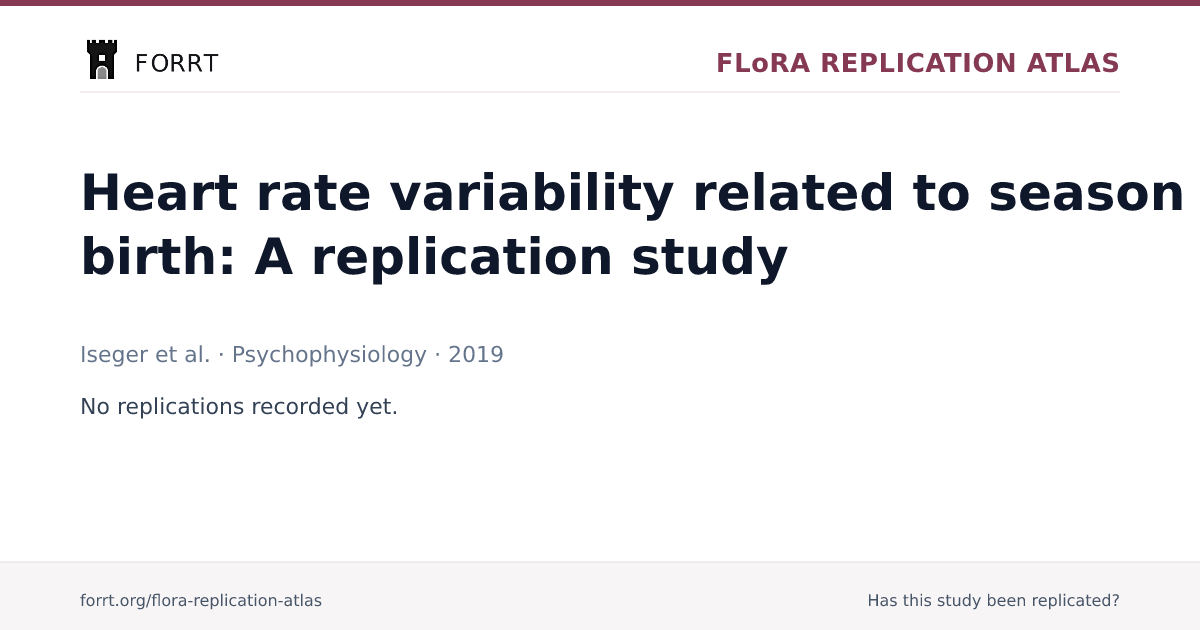 FORRT
FLoRA REPLICATION ATLAS
Heart rate variability related to season
birth: A replication study
Iseger et al. · Psychophysiology · 2019
No replications recorded yet.
forrt.org/flora-replication-atlas
Has this study been replicated?